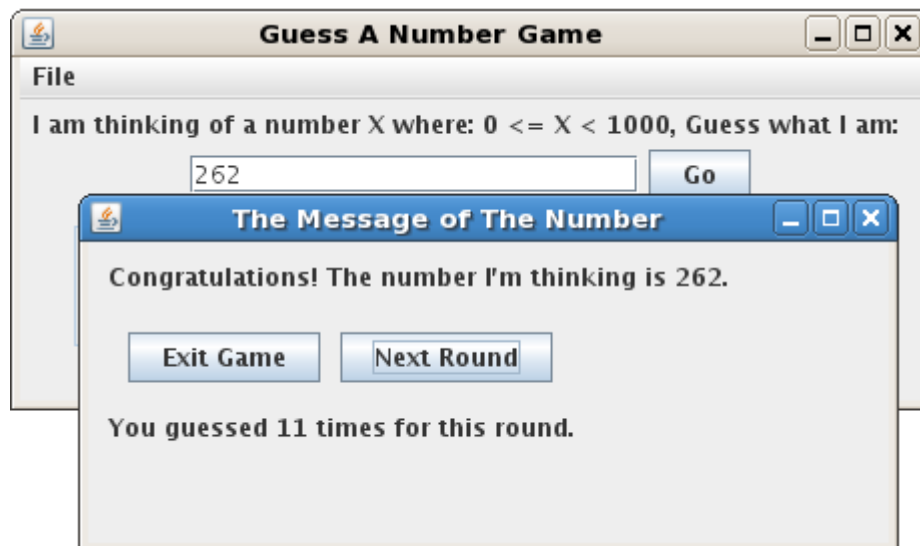 Guess A Number Game
File
I am thinking of a number X where: 0 <= X < 1000, Guess what I am:
262 Go
The Message of The Number
Congratulations! The number I'm thinking is 262.
Exit Game Next Round
You guessed 11 times for this round.